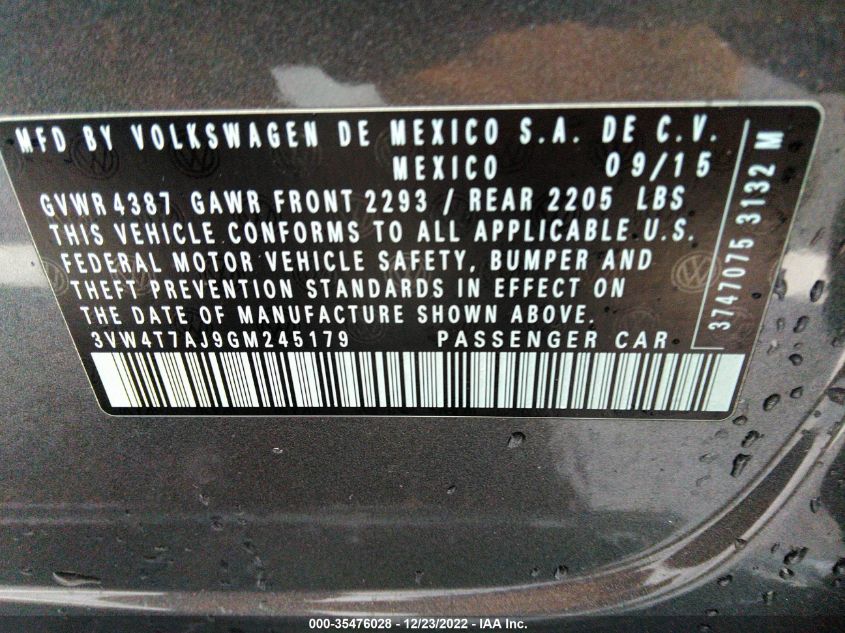 MFD BY VOLKSWAGEN DE MEXICO S.A. DE C.V.
MEXICO 09/15
GVWR 4387 GAWR FRONT 2293 / REAR 2205 LBS
THIS VEHICLE CONFORMS TO ALL APPLICABLE U.S.
FEDERAL MOTOR VEHICLE SAFETY, BUMPER AND
THEFT PREVENTION STANDARDS IN EFFECT ON
THE DATE OF MANUFACTURE SHOWN ABOVE.
3VW4T7AJ9GM245179 PASSENGER CAR
3747075 3132 M
000-35476028 - 12/23/2022 - IAA Inc.